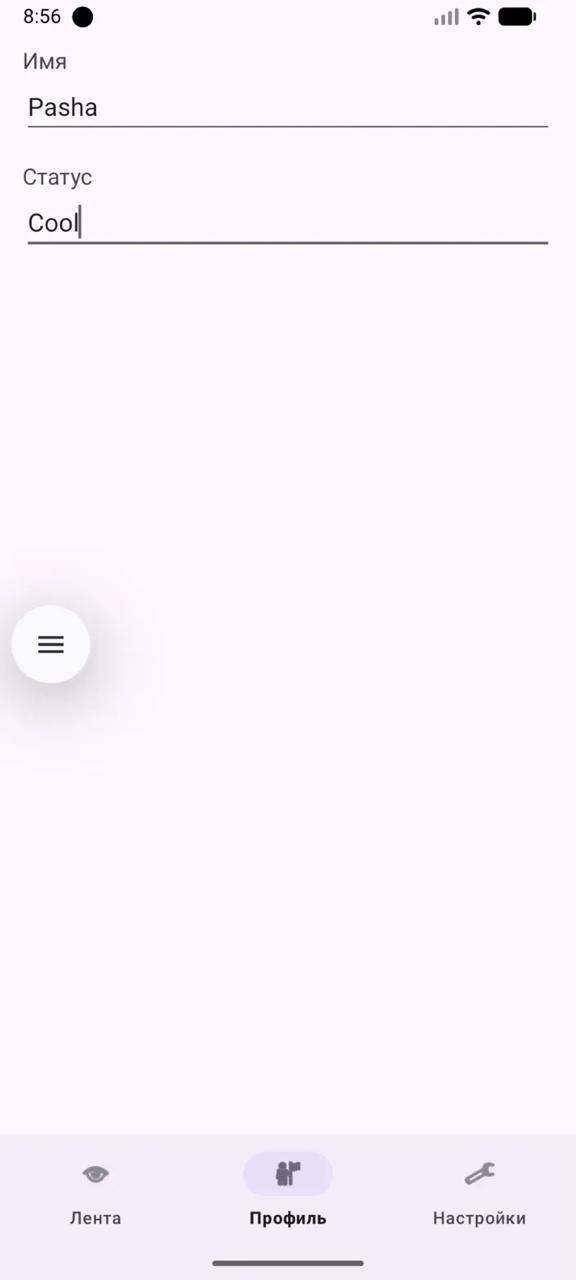 8:56
Имя
Pasha
Статус
Cool
Лента
Профиль
Настройки